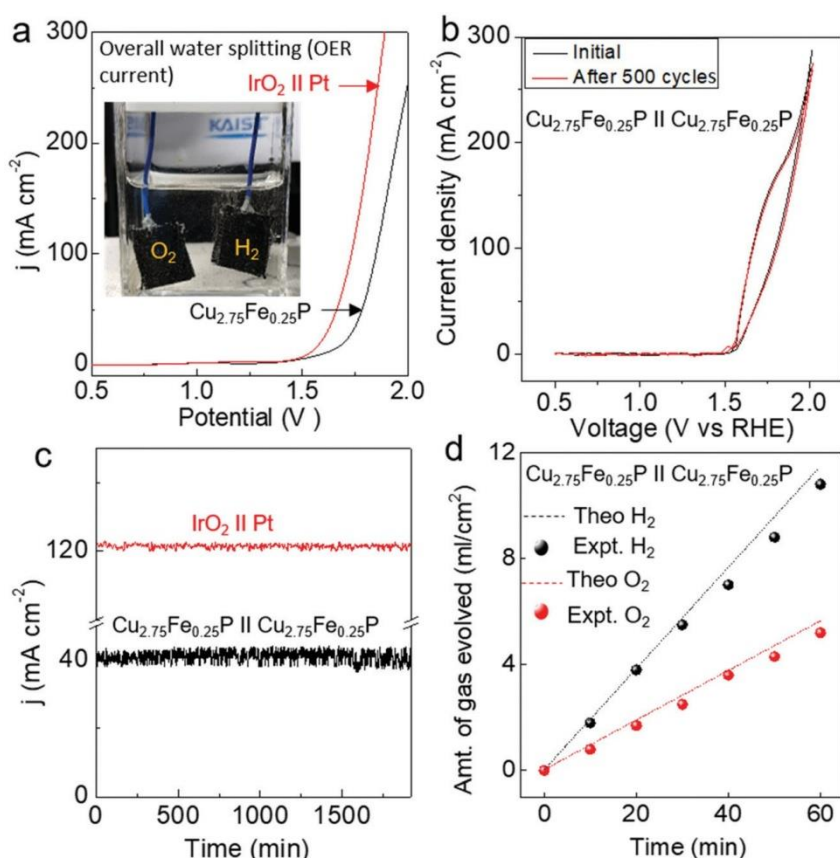 a
300
200
100
0
j (mA cm⁻²)
Overall water splitting (OER
current)
IrO₂ II Pt
KAIST
O₂
H₂
Cu₂.₇₅Fe₀.₂₅P
0.5 1.0 1.5 2.0
Potential (V )
b
300
200
100
0
Current density (mA cm⁻²)
Initial
After 500 cycles
Cu₂.₇₅Fe₀.₂₅P II Cu₂.₇₅Fe₀.₂₅P
0.5 1.0 1.5 2.0
Voltage (V vs RHE)
c
120
40
0
j (mA cm⁻²)
IrO₂ II Pt
Cu₂.₇₅Fe₀.₂₅P II Cu₂.₇₅Fe₀.₂₅P
0 500 1000 1500
Time (min)
d
12
8
4
0
Amt. of gas evolved (ml/cm²)
Cu₂.₇₅Fe₀.₂₅P II Cu₂.₇₅Fe₀.₂₅P
Theo H₂
Expt. H₂
Theo O₂
Expt. O₂
0 20 40 60
Time (min)